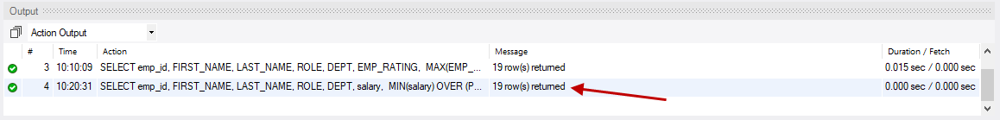 Output
Action Output
# Time Action Message Duration / Fetch
3 10:10:09 SELECT emp_id, FIRST_NAME, LAST_NAME, ROLE, DEPT, EMP_RATING, MAX(EMP_... 19 row(s) returned 0.015 sec / 0.000 sec
4 10:20:31 SELECT emp_id, FIRST_NAME, LAST_NAME, ROLE, DEPT, salary, MIN(salary) OVER (P... 19 row(s) returned 0.000 sec / 0.000 sec